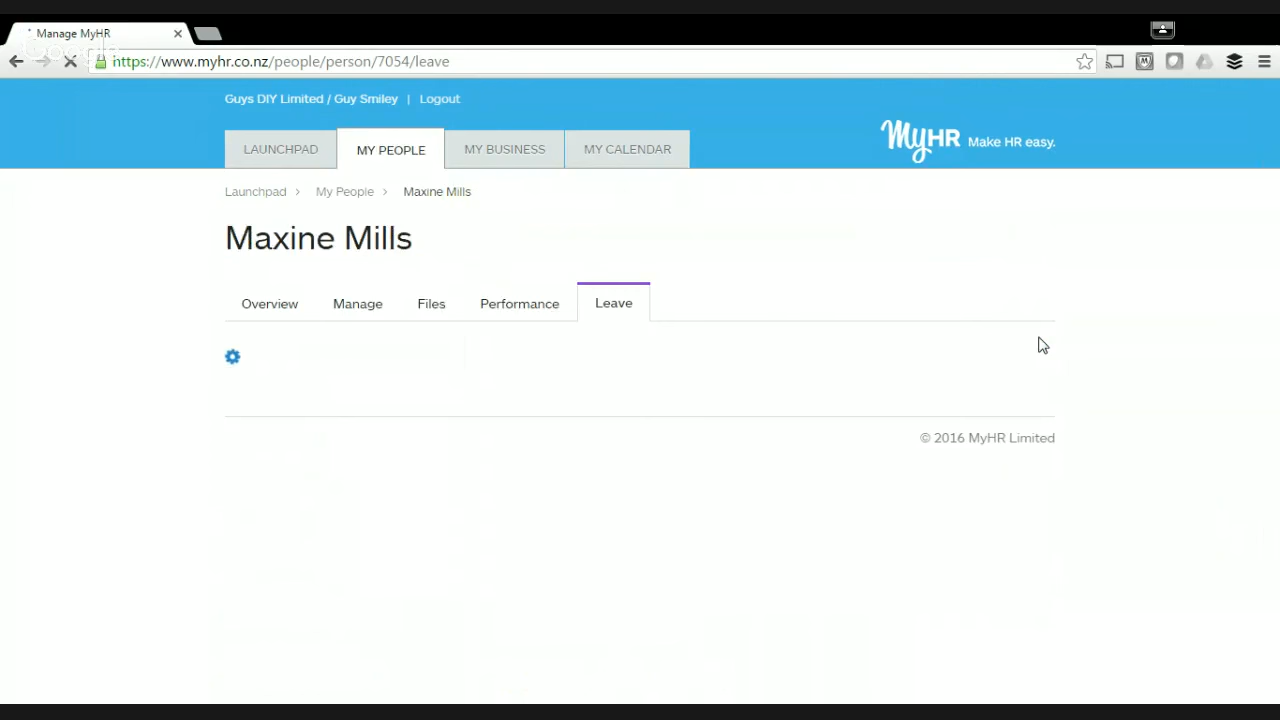 Manage MyHR
Google
https://www.myhr.co.nz/people/person/7054/leave
Guys DIY Limited / Guy Smiley | Logout
LAUNCHPAD MY PEOPLE MY BUSINESS MY CALENDAR
MyHR Make HR easy.
Launchpad > My People > Maxine Mills
Maxine Mills
Overview Manage Files Performance Leave
© 2016 MyHR Limited